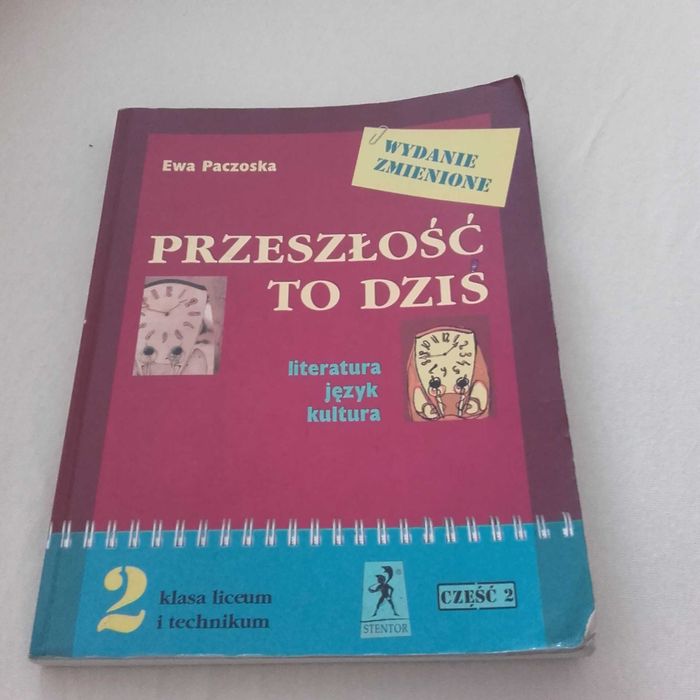 Ewa Paczoska
WYDANIE
ZMIENIONE
PRZESZŁOŚĆ
TO DZIŚ
literatura
język
kultura
2 klasa liceum
i technikum
STENTOR
CZĘŚĆ 2